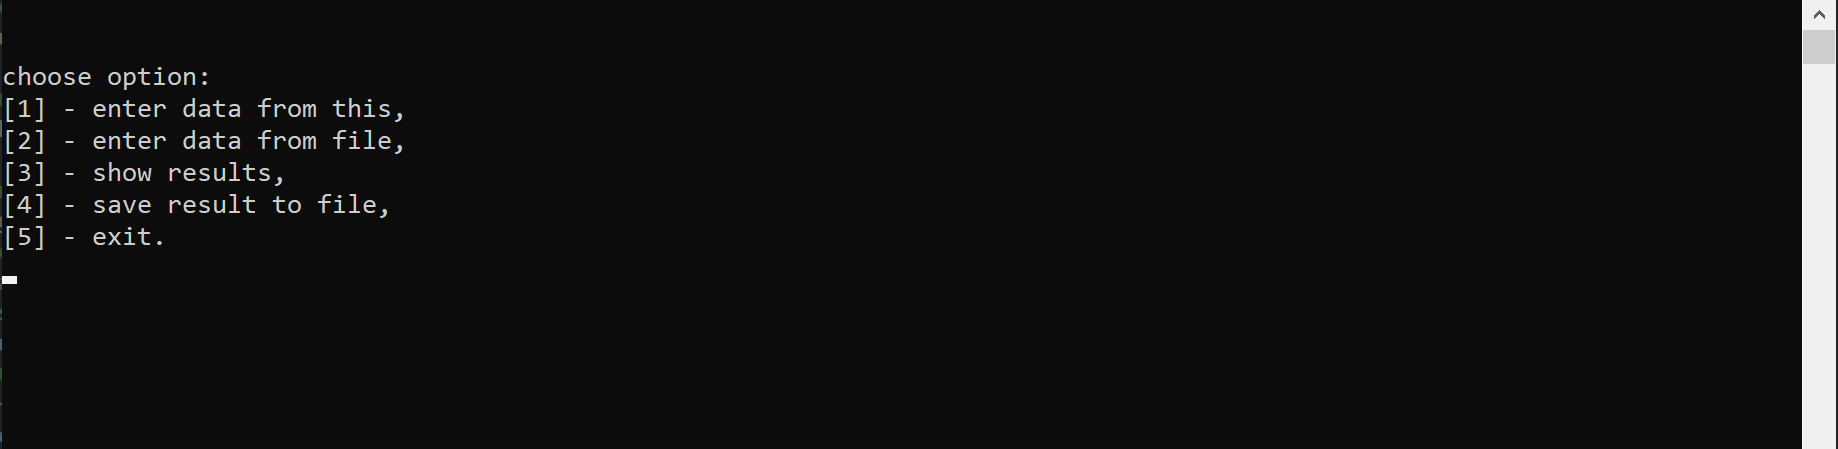 choose option:
[1] - enter data from this,
[2] - enter data from file,
[3] - show results,
[4] - save result to file,
[5] - exit.